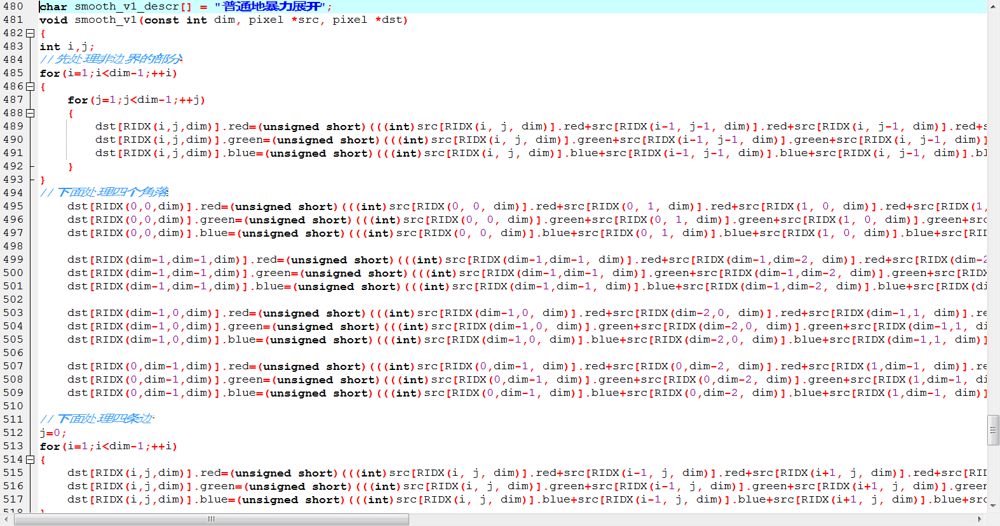 480 char smooth_v1_descr[] = "普通地暴力展开";
481 void smooth_v1(const int dim, pixel *src, pixel *dst)
482 {
483 int i,j;
484 //先处理非边界的部分
485 for(i=1;i<dim-1;++i)
486 {
487 for(j=1;j<dim-1;++j)
488 {
489 dst[RIDX(i,j,dim)].red=(unsigned short)(((int)src[RIDX(i, j, dim)].red+src[RIDX(i-1, j-1, dim)].red+src[RIDX(i, j-1, dim)].red+s
490 dst[RIDX(i,j,dim)].green=(unsigned short)(((int)src[RIDX(i, j, dim)].green+src[RIDX(i-1, j-1, dim)].green+src[RIDX(i, j-1, dim)]
491 dst[RIDX(i,j,dim)].blue=(unsigned short)(((int)src[RIDX(i, j, dim)].blue+src[RIDX(i-1, j-1, dim)].blue+src[RIDX(i, j-1, dim)].bl
492 }
493 }
494 //下面处理四个角落
495 dst[RIDX(0,0,dim)].red=(unsigned short)(((int)src[RIDX(0, 0, dim)].red+src[RIDX(0, 1, dim)].red+src[RIDX(1, 0, dim)].red+src[RIDX(1,
496 dst[RIDX(0,0,dim)].green=(unsigned short)(((int)src[RIDX(0, 0, dim)].green+src[RIDX(0, 1, dim)].green+src[RIDX(1, 0, dim)].green+src
497 dst[RIDX(0,0,dim)].blue=(unsigned short)(((int)src[RIDX(0, 0, dim)].blue+src[RIDX(0, 1, dim)].blue+src[RIDX(1, 0, dim)].blue+src[RID
498
499 dst[RIDX(dim-1,dim-1,dim)].red=(unsigned short)(((int)src[RIDX(dim-1,dim-1, dim)].red+src[RIDX(dim-1,dim-2, dim)].red+src[RIDX(dim-2
500 dst[RIDX(dim-1,dim-1,dim)].green=(unsigned short)(((int)src[RIDX(dim-1,dim-1, dim)].green+src[RIDX(dim-1,dim-2, dim)].green+src[RIDX
501 dst[RIDX(dim-1,dim-1,dim)].blue=(unsigned short)(((int)src[RIDX(dim-1,dim-1, dim)].blue+src[RIDX(dim-1,dim-2, dim)].blue+src[RIDX(di
502
503 dst[RIDX(dim-1,0,dim)].red=(unsigned short)(((int)src[RIDX(dim-1,0, dim)].red+src[RIDX(dim-2,0, dim)].red+src[RIDX(dim-1,1, dim)].re
504 dst[RIDX(dim-1,0,dim)].green=(unsigned short)(((int)src[RIDX(dim-1,0, dim)].green+src[RIDX(dim-2,0, dim)].green+src[RIDX(dim-1,1, di
505 dst[RIDX(dim-1,0,dim)].blue=(unsigned short)(((int)src[RIDX(dim-1,0, dim)].blue+src[RIDX(dim-2,0, dim)].blue+src[RIDX(dim-1,1, dim)]
506
507 dst[RIDX(0,dim-1,dim)].red=(unsigned short)(((int)src[RIDX(0,dim-1, dim)].red+src[RIDX(0,dim-2, dim)].red+src[RIDX(1,dim-1, dim)].re
508 dst[RIDX(0,dim-1,dim)].green=(unsigned short)(((int)src[RIDX(0,dim-1, dim)].green+src[RIDX(0,dim-2, dim)].green+src[RIDX(1,dim-1, di
509 dst[RIDX(0,dim-1,dim)].blue=(unsigned short)(((int)src[RIDX(0,dim-1, dim)].blue+src[RIDX(0,dim-2, dim)].blue+src[RIDX(1,dim-1, dim)]
510
511 //下面处理四条边
512 j=0;
513 for(i=1;i<dim-1;++i)
514 {
515 dst[RIDX(i,j,dim)].red=(unsigned short)(((int)src[RIDX(i, j, dim)].red+src[RIDX(i-1, j, dim)].red+src[RIDX(i+1, j, dim)].red+src[RID
516 dst[RIDX(i,j,dim)].green=(unsigned short)(((int)src[RIDX(i, j, dim)].green+src[RIDX(i-1, j, dim)].green+src[RIDX(i+1, j, dim)].green
517 dst[RIDX(i,j,dim)].blue=(unsigned short)(((int)src[RIDX(i, j, dim)].blue+src[RIDX(i-1, j, dim)].blue+src[RIDX(i+1, j, dim)].blue+src
518 }